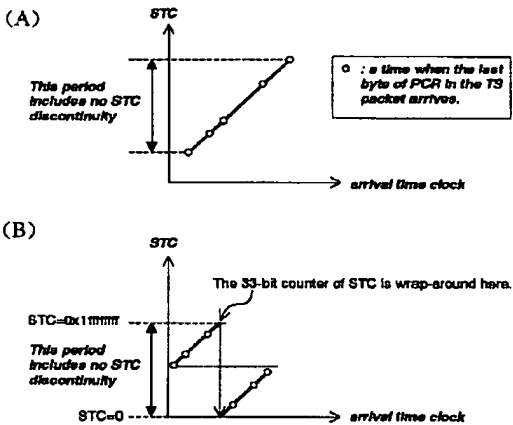 (A)
STC
This period
includes no STC
discontinuity
o : a time when the last
byte of PCR in the TS
packet arrives.
arrival time clock
(B)
STC
The 33-bit counter of STC is wrap-around here.
STC=0x1ffffffff
This period
includes no STC
discontinuity
STC=0
arrival time clock